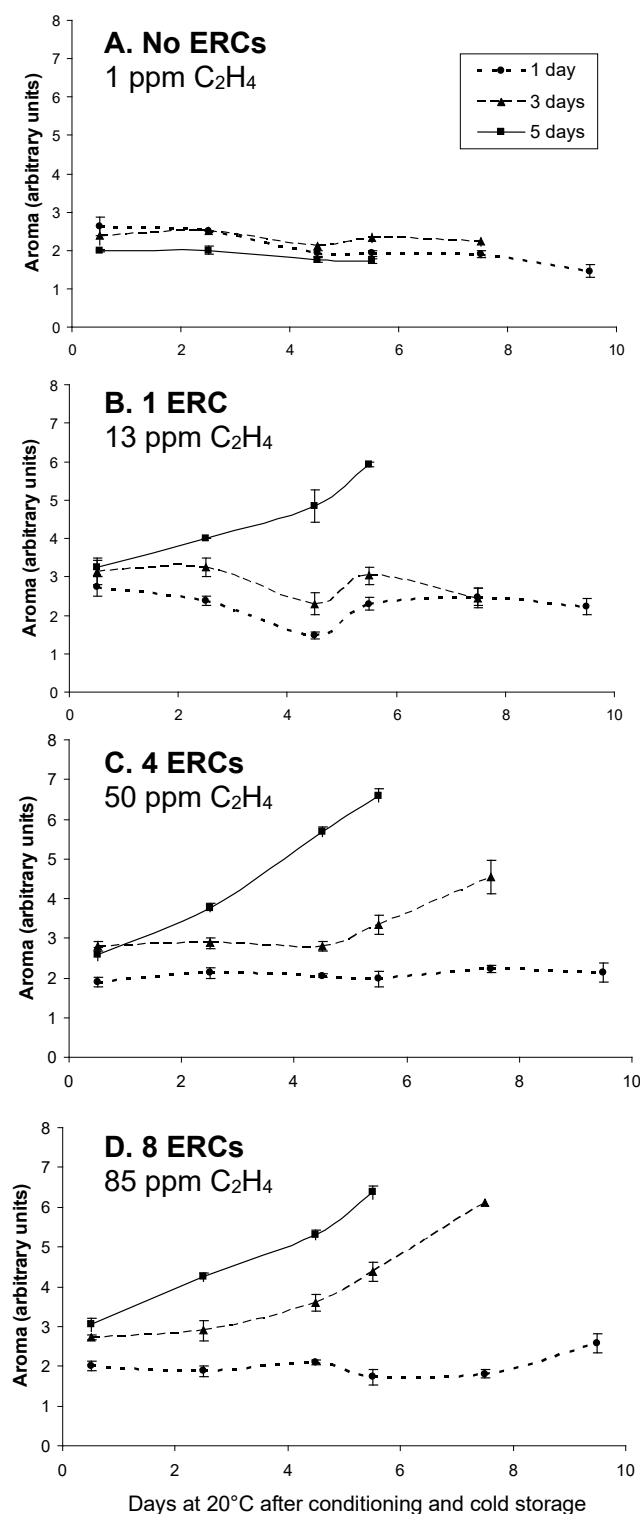 A. No ERCs
1 ppm C₂H₄
1 day
3 days
5 days
Aroma (arbitrary units)
8
7
6
5
4
3
2
1
0
0 2 4 6 8 10
B. 1 ERC
13 ppm C₂H₄
Aroma (arbitrary units)
8
7
6
5
4
3
2
1
0
0 2 4 6 8 10
C. 4 ERCs
50 ppm C₂H₄
Aroma (arbitrary units)
8
7
6
5
4
3
2
1
0
0 2 4 6 8 10
D. 8 ERCs
85 ppm C₂H₄
Aroma (arbitrary units)
8
7
6
5
4
3
2
1
0
0 2 4 6 8 10
Days at 20°C after conditioning and cold storage